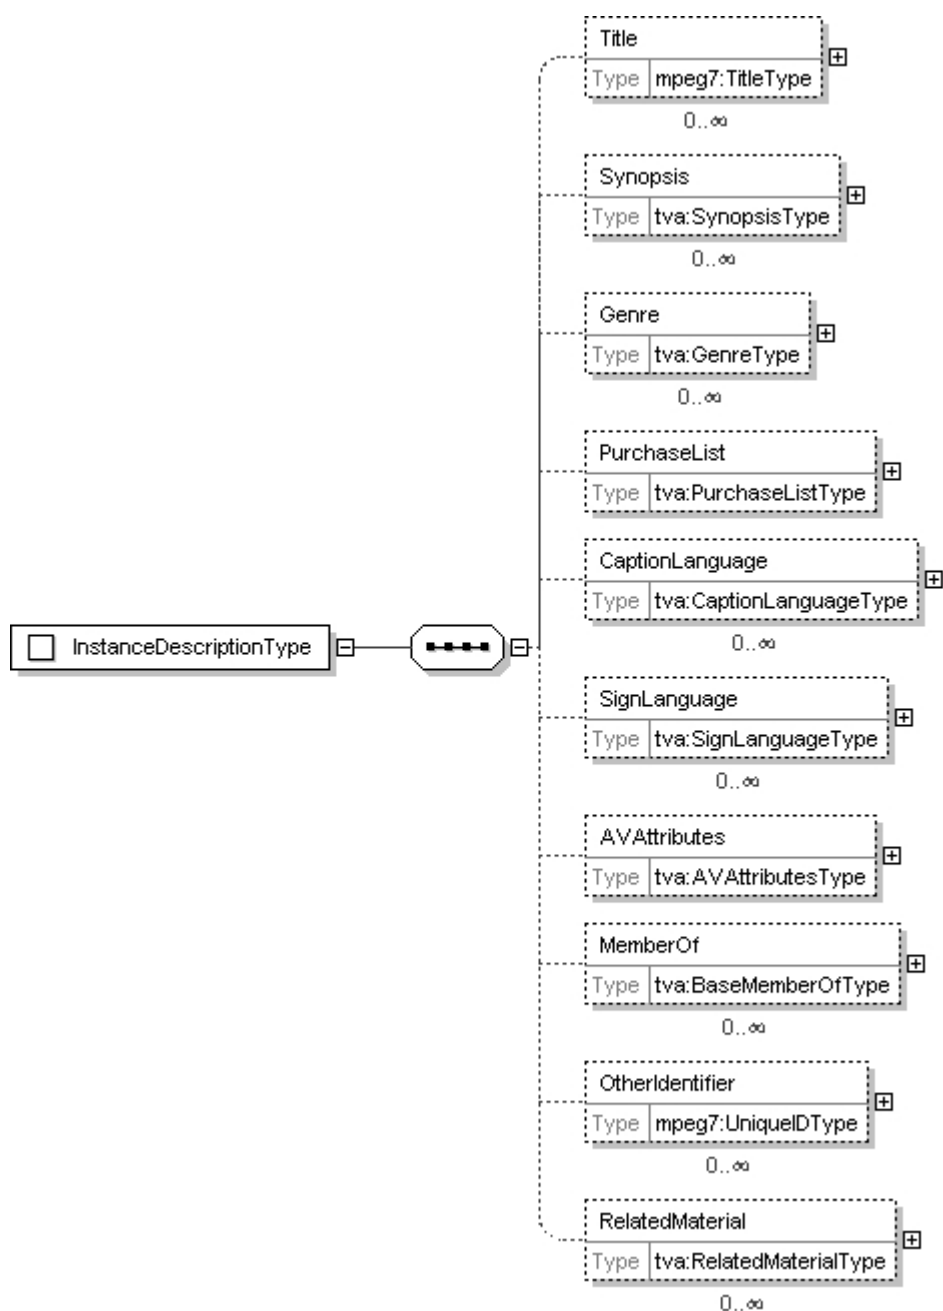 Title
Type mpeg7:TitleType
0..∞
Synopsis
Type tva:SynopsisType
0..∞
Genre
Type tva:GenreType
0..∞
PurchaseList
Type tva:PurchaseListType
CaptionLanguage
Type tva:CaptionLanguageType
0..∞
InstanceDescriptionType
SignLanguage
Type tva:SignLanguageType
0..∞
AVAttributes
Type tva:AVAttributesType
MemberOf
Type tva:BaseMemberOfType
0..∞
OtherIdentifier
Type mpeg7:UniqueIDType
0..∞
RelatedMaterial
Type tva:RelatedMaterialType
0..∞